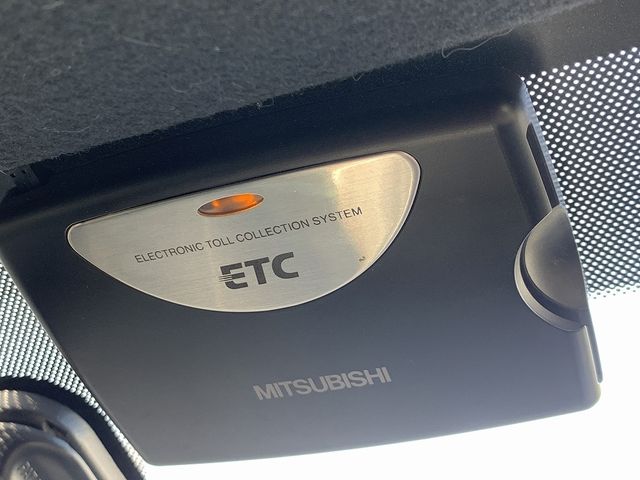 ELECTRONIC TOLL COLLECTION SYSTEM
ETC
MITSUBISHI